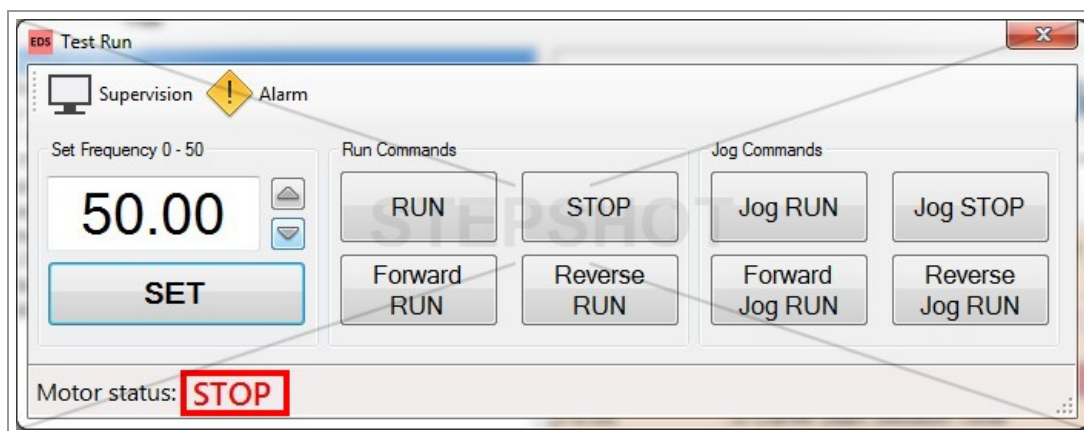 EDS Test Run
Supervision Alarm
Set Frequency 0 - 50
50.00
SET
Run Commands
RUN STOP
Forward RUN
Reverse RUN
Jog Commands
Jog RUN Jog STOP
Forward Jog RUN
Reverse Jog RUN
Motor status: STOP
STEPSHOT